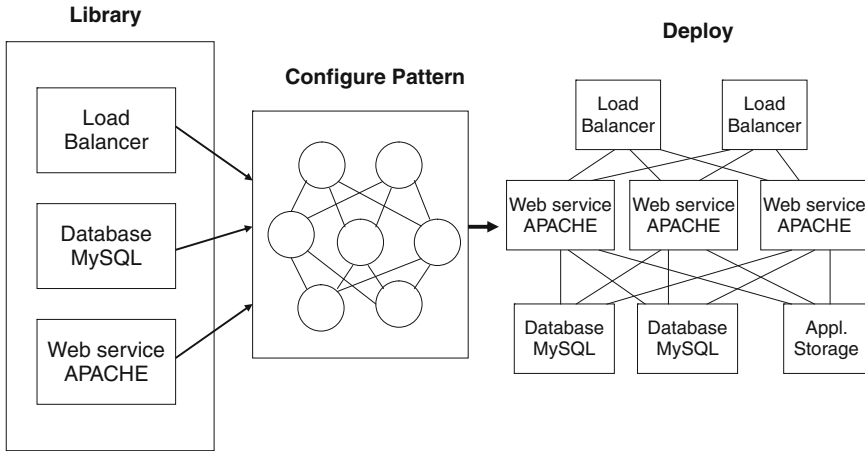 Library
Load
Balancer
Database
MySQL
Web service
APACHE
Configure Pattern
Deploy
Load
Balancer
Load
Balancer
Web service
APACHE
Web service
APACHE
Web service
APACHE
Database
MySQL
Database
MySQL
Appl.
Storage